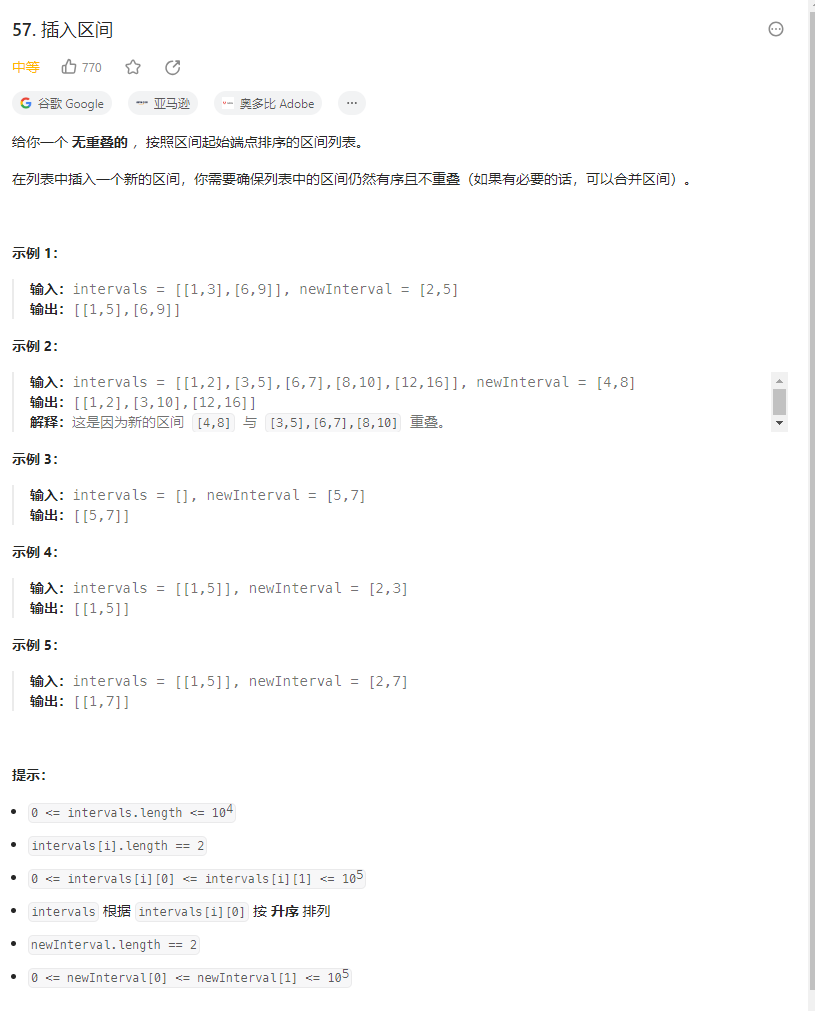 57. 插入区间
中等 770
谷歌 Google 亚马逊 奥多比 Adobe ···
给你一个 无重叠的 ，按照区间起始端点排序的区间列表。
在列表中插入一个新的区间，你需要确保列表中的区间仍然有序且不重叠（如果有必要的话，可以合并区间）。
示例 1：
输入：intervals = [[1,3],[6,9]], newInterval = [2,5]
输出：[[1,5],[6,9]]
示例 2：
输入：intervals = [[1,2],[3,5],[6,7],[8,10],[12,16]], newInterval = [4,8]
输出：[[1,2],[3,10],[12,16]]
解释：这是因为新的区间 [4,8] 与 [3,5],[6,7],[8,10] 重叠。
示例 3：
输入：intervals = [], newInterval = [5,7]
输出：[[5,7]]
示例 4：
输入：intervals = [[1,5]], newInterval = [2,3]
输出：[[1,5]]
示例 5：
输入：intervals = [[1,5]], newInterval = [2,7]
输出：[[1,7]]
提示：
• 0 <= intervals.length <= 10⁴
• intervals[i].length == 2
• 0 <= intervals[i][0] <= intervals[i][1] <= 10⁵
• intervals 根据 intervals[i][0] 按 升序 排列
• newInterval.length == 2
• 0 <= newInterval[0] <= newInterval[1] <= 10⁵